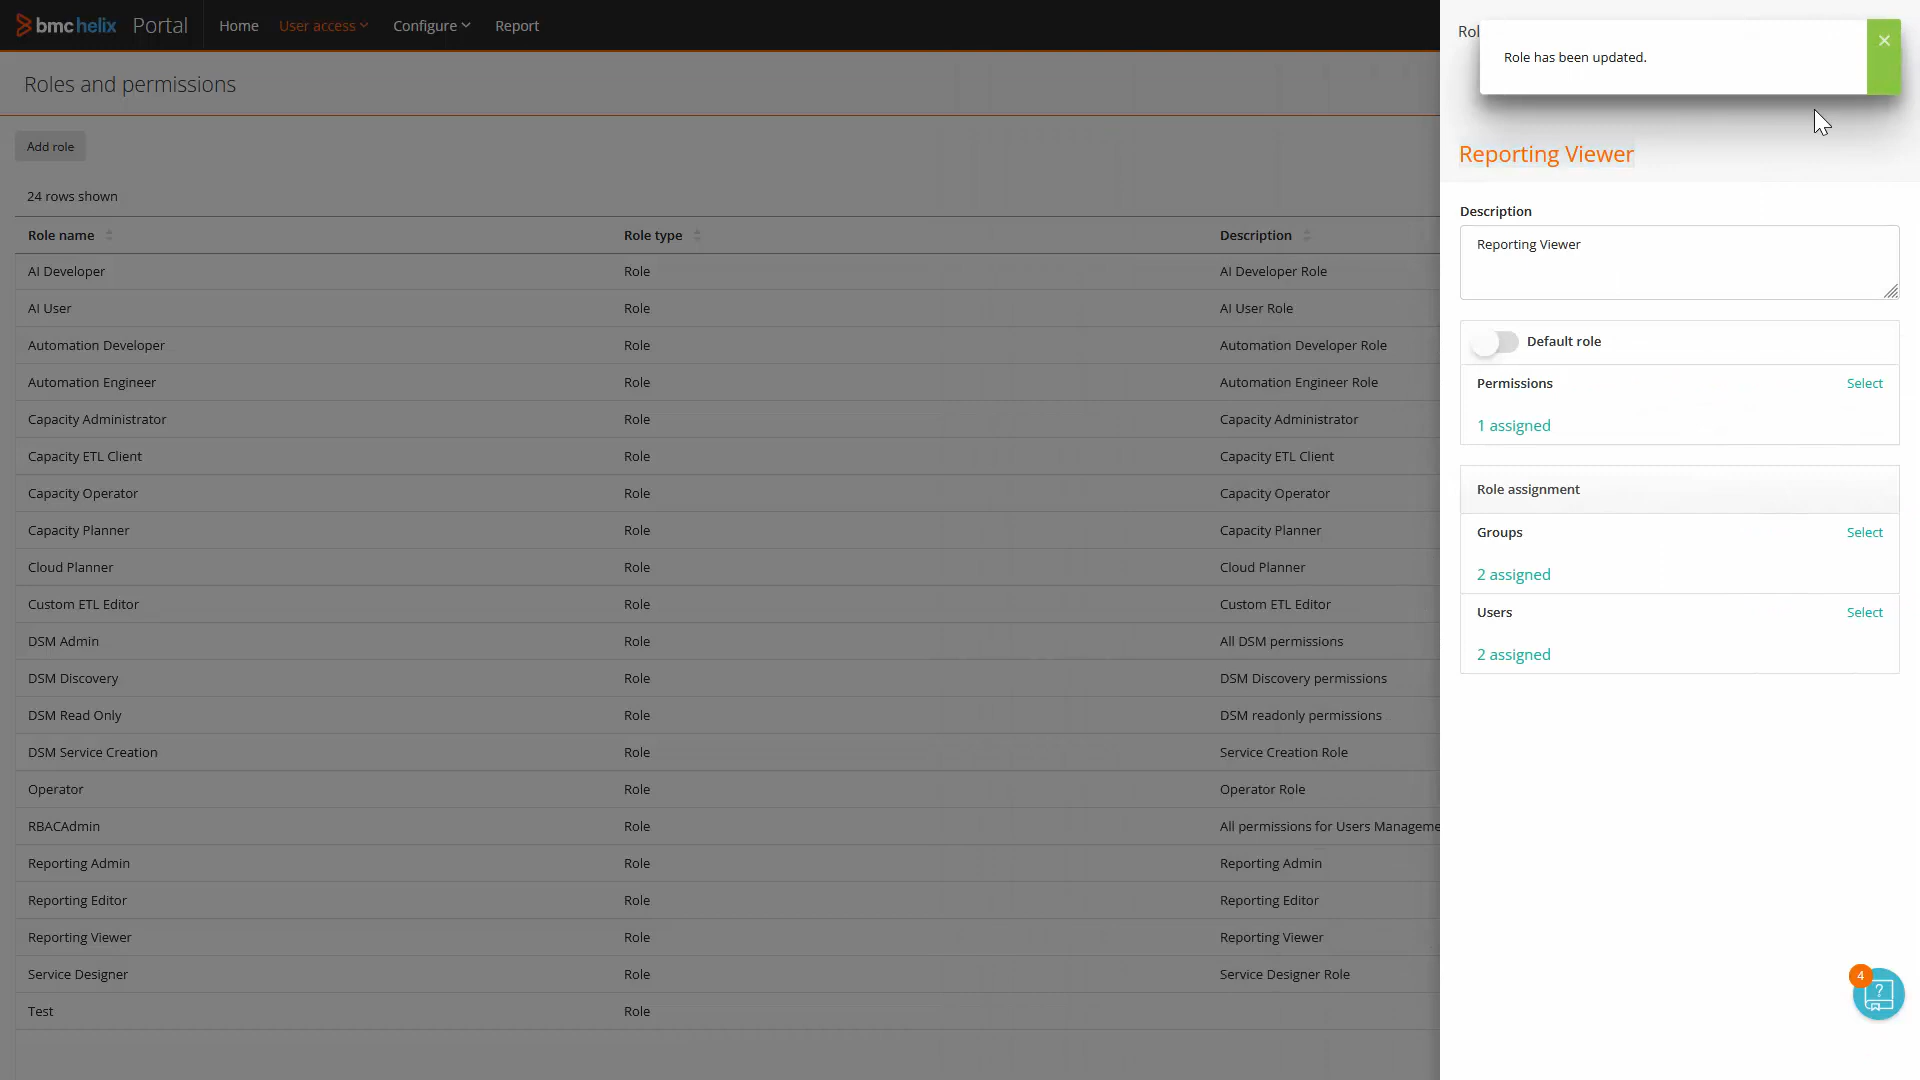 bmc helix Portal Home User access Configure Report
Roles and permissions
Add role
24 rows shown
Role name Role type Description
AI Developer Role AI Developer Role
AI User Role AI User Role
Automation Developer Role Automation Developer Role
Automation Engineer Role Automation Engineer Role
Capacity Administrator Role Capacity Administrator
Capacity ETL Client Role Capacity ETL Client
Capacity Operator Role Capacity Operator
Capacity Planner Role Capacity Planner
Cloud Planner Role Cloud Planner
Custom ETL Editor Role Custom ETL Editor
DSM Admin Role All DSM permissions
DSM Discovery Role DSM Discovery permissions
DSM Read Only Role DSM readonly permissions
DSM Service Creation Role Service Creation Role
Operator Role Operator Role
RBACAdmin Role All permissions for Users Manageme
Reporting Admin Role Reporting Admin
Reporting Editor Role Reporting Editor
Reporting Viewer Role Reporting Viewer
Service Designer Role Service Designer Role
Test Role
Rol
Role has been updated.
Reporting Viewer
Description
Reporting Viewer
Default role
Permissions Select
1 assigned
Role assignment
Groups Select
2 assigned
Users Select
2 assigned
4
?